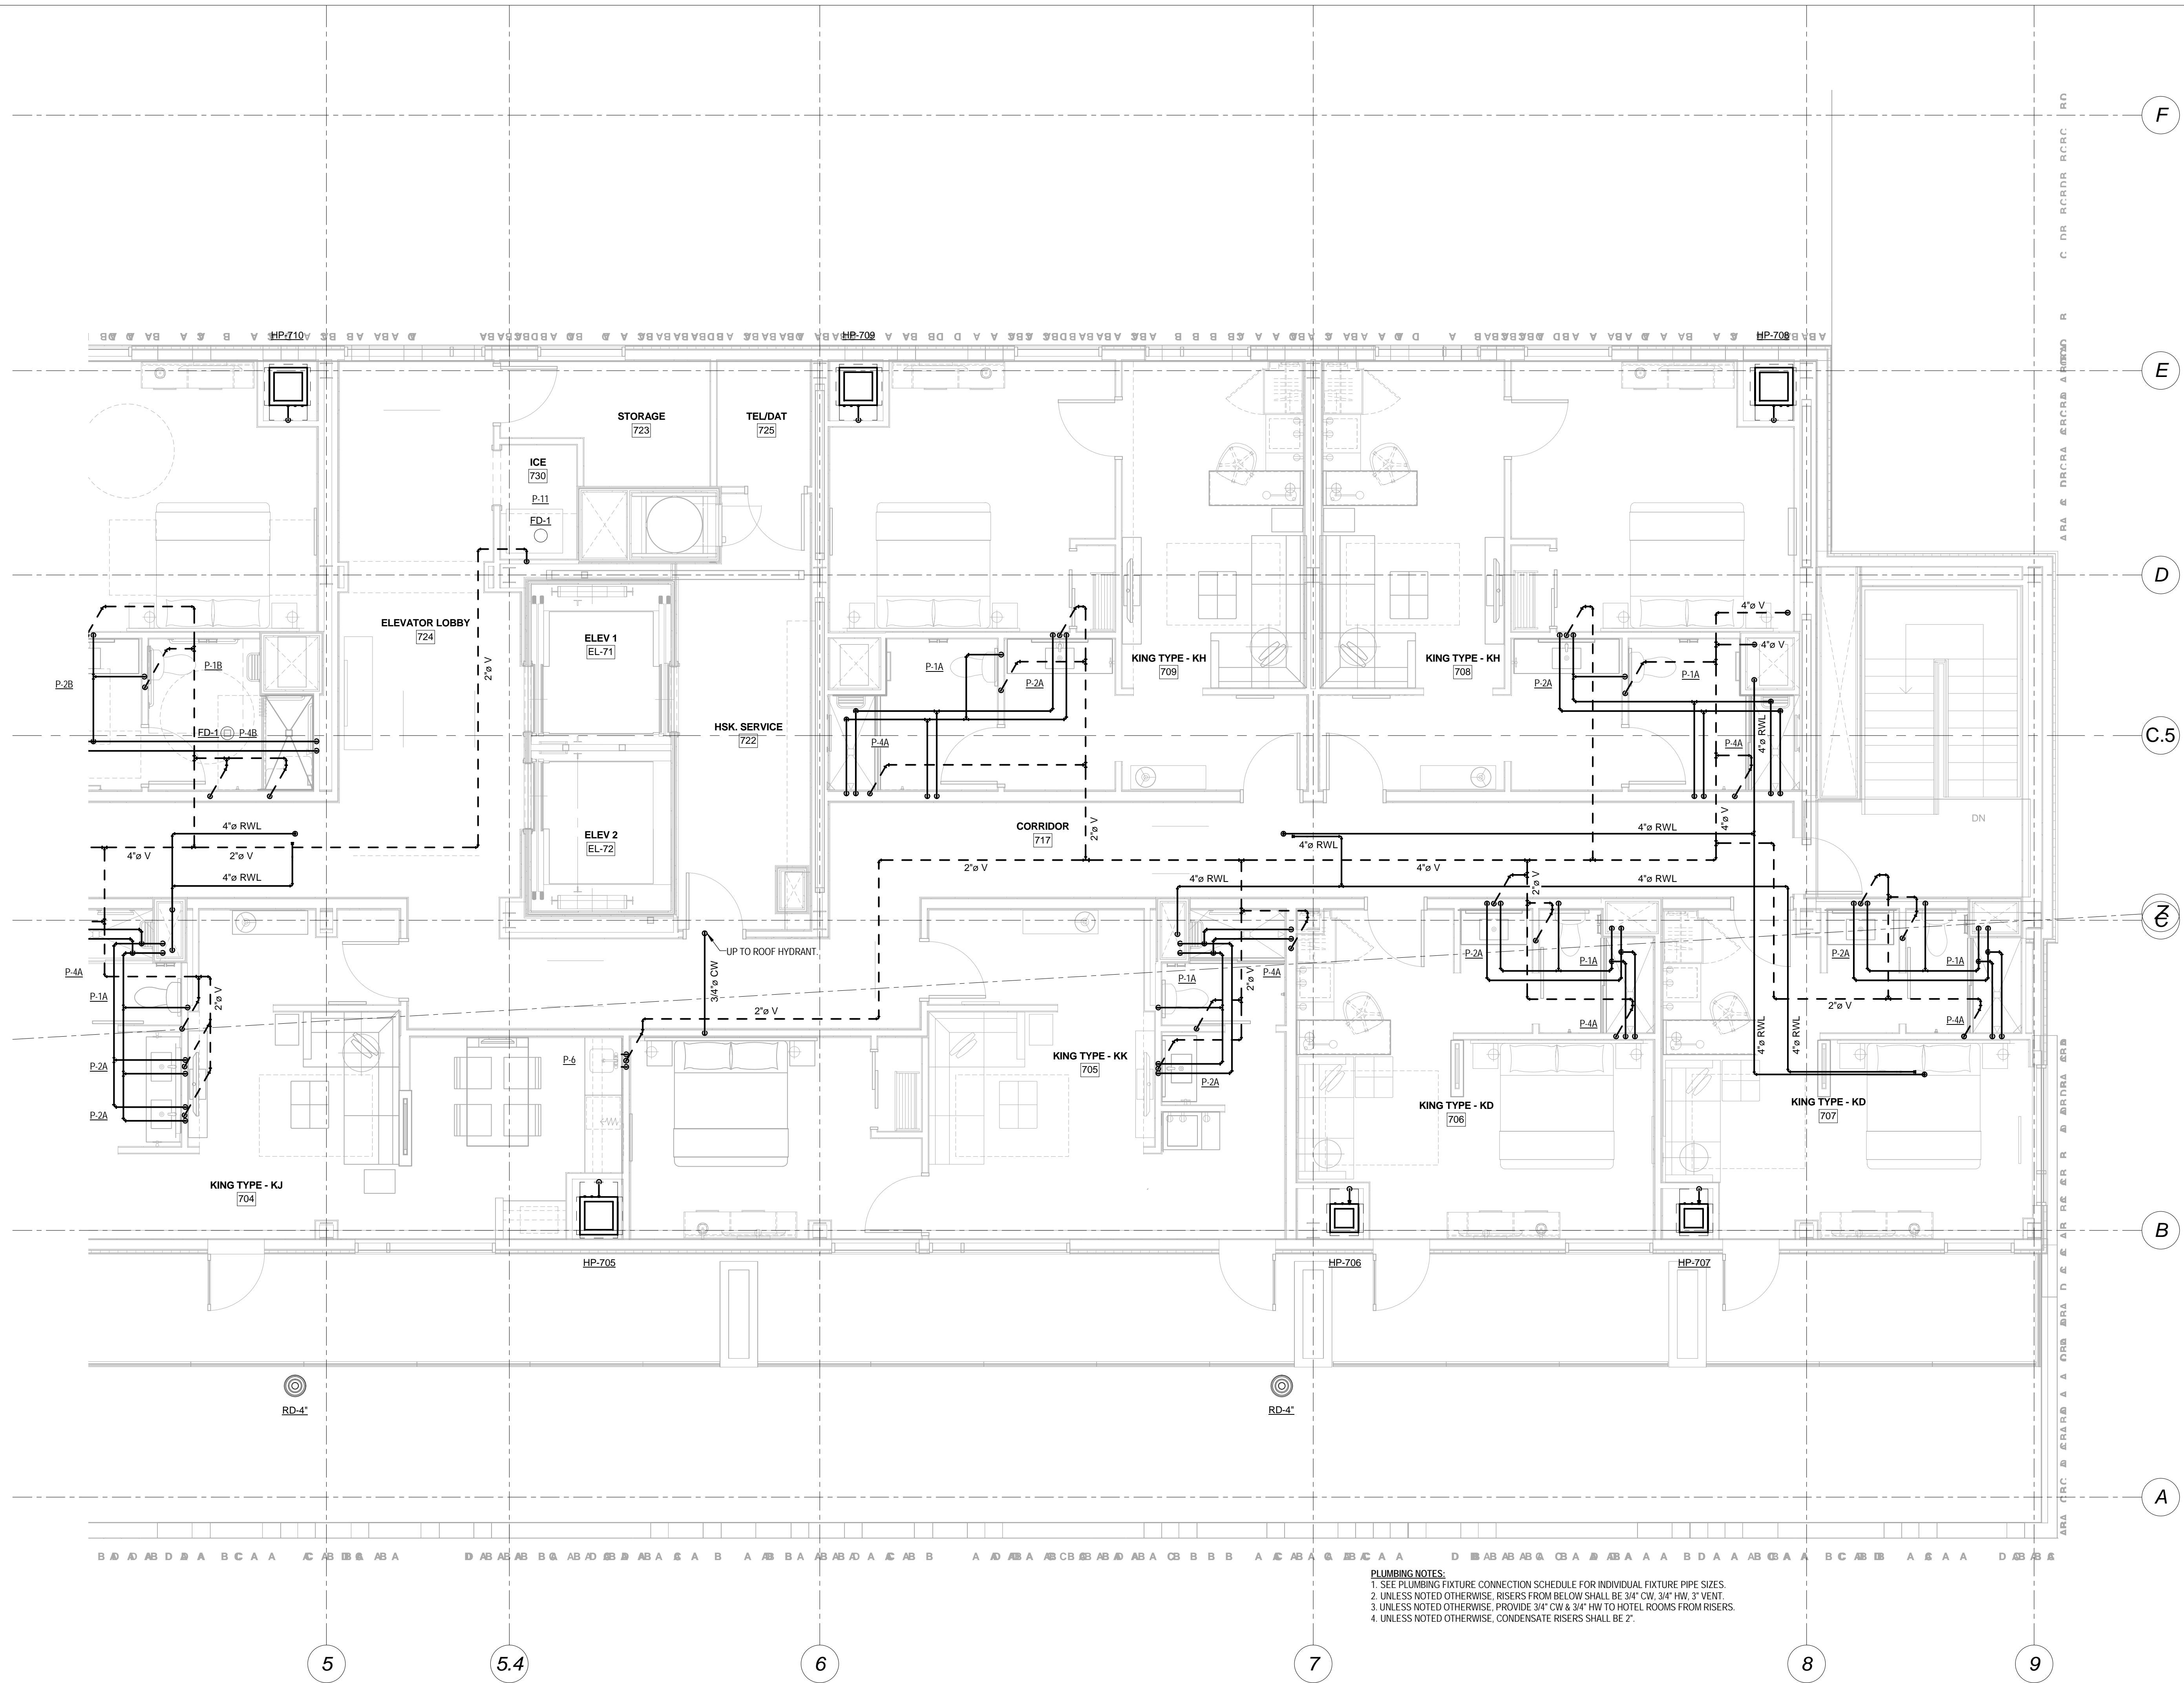 F
HP-710
HP-709
HP-708
E
STORAGE
723
TEL/DAT
725
ICE
730
P-11
FD-1
D
4"ø V
ELEVATOR LOBBY
724
ELEV 1
EL-71
2"ø V
4"ø V
P-1B
P-2B
P-1A
P-2A
KING TYPE - KH
709
KING TYPE - KH
708
P-2A
P-1A
FD-1
P-4B
HSK. SERVICE
722
P-4A
P-4A
4"ø RWL
C.5
4"ø RWL
ELEV 2
EL-72
CORRIDOR
717
2"ø V
4"ø RWL
4"ø V
DN
4"ø V
2"ø V
4"ø RWL
2"ø V
4"ø V
4"ø RWL
4"ø RWL
4"ø RWL
2"ø V
C
UP TO ROOF HYDRANT.
P-4A
P-1A
2"ø V
3/4"ø CW
2"ø V
P-1A
P-4A
2"ø V
P-2A
P-1A
P-2A
P-1A
2"ø V
P-4A
P-4A
4"ø RWL
4"ø RWL
P-2A
P-6
KING TYPE - KK
705
P-2A
P-2A
KING TYPE - KD
706
KING TYPE - KD
707
KING TYPE - KJ
704
B
HP-705
HP-706
HP-707
RD-4"
RD-4"
A
PLUMBING NOTES:
1. SEE PLUMBING FIXTURE CONNECTION SCHEDULE FOR INDIVIDUAL FIXTURE PIPE SIZES.
2. UNLESS NOTED OTHERWISE, RISERS FROM BELOW SHALL BE 3/4" CW, 3/4" HW, 3" VENT.
3. UNLESS NOTED OTHERWISE, PROVIDE 3/4" CW & 3/4" HW TO HOTEL ROOMS FROM RISERS.
4. UNLESS NOTED OTHERWISE, CONDENSATE RISERS SHALL BE 2".
5
5.4
6
7
8
9